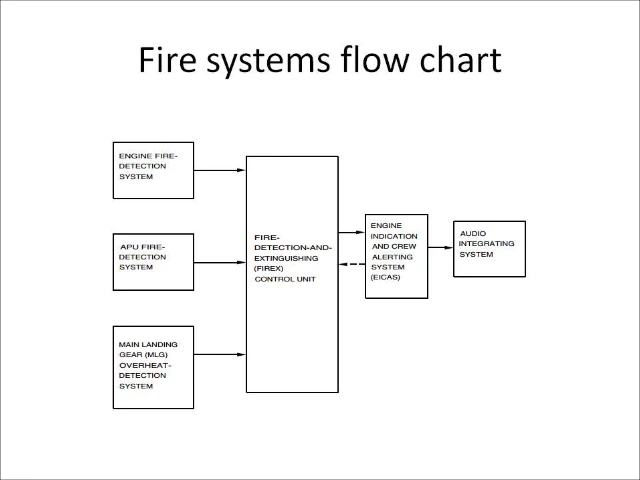 Fire systems flow chart
ENGINE FIRE-
DETECTION
SYSTEM
APU FIRE-
DETECTION
SYSTEM
MAIN LANDING
GEAR (MLG)
OVERHEAT-
DETECTION
SYSTEM
FIRE-
DETECTION-AND-
EXTINGUISHING
(FIREX)
CONTROL UNIT
ENGINE
INDICATION
AND CREW
ALERTING
SYSTEM
(EICAS)
AUDIO
INTEGRATING
SYSTEM